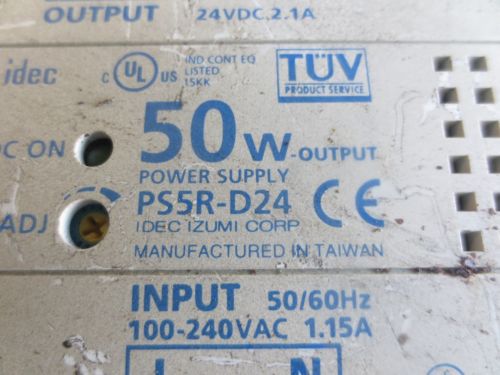 OUTPUT 24VDC.2.1A
idec C UL US IND CONT EQ
LISTED
15KK
TÜV
PRODUCT SERVICE
DC ON 50W-OUTPUT
POWER SUPPLY
ADJ PS5R-D24 CE
IDEC IZUMI CORP
MANUFACTURED IN TAIWAN
INPUT 50/60Hz
100-240VAC 1.15A
L N